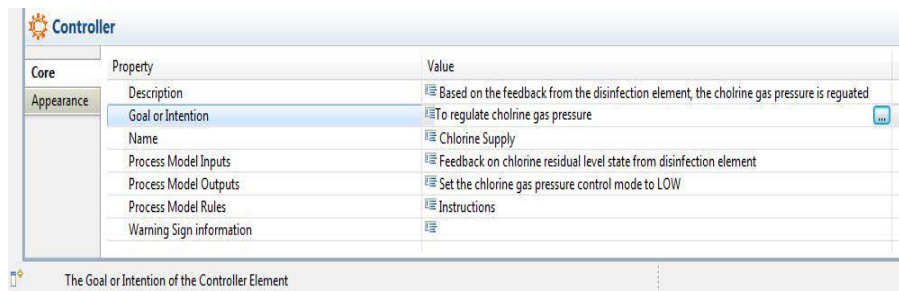 Controller
Core
Appearance
Property Value
Description Based on the feedback from the disinfection element, the cholrine gas pressure is reguated
Goal or Intention To regulate cholrine gas pressure ...
Name Chlorine Supply
Process Model Inputs Feedback on chlorine residual level state from disinfection element
Process Model Outputs Set the chlorine gas pressure control mode to LOW
Process Model Rules Instructions
Warning Sign information
The Goal or Intention of the Controller Element